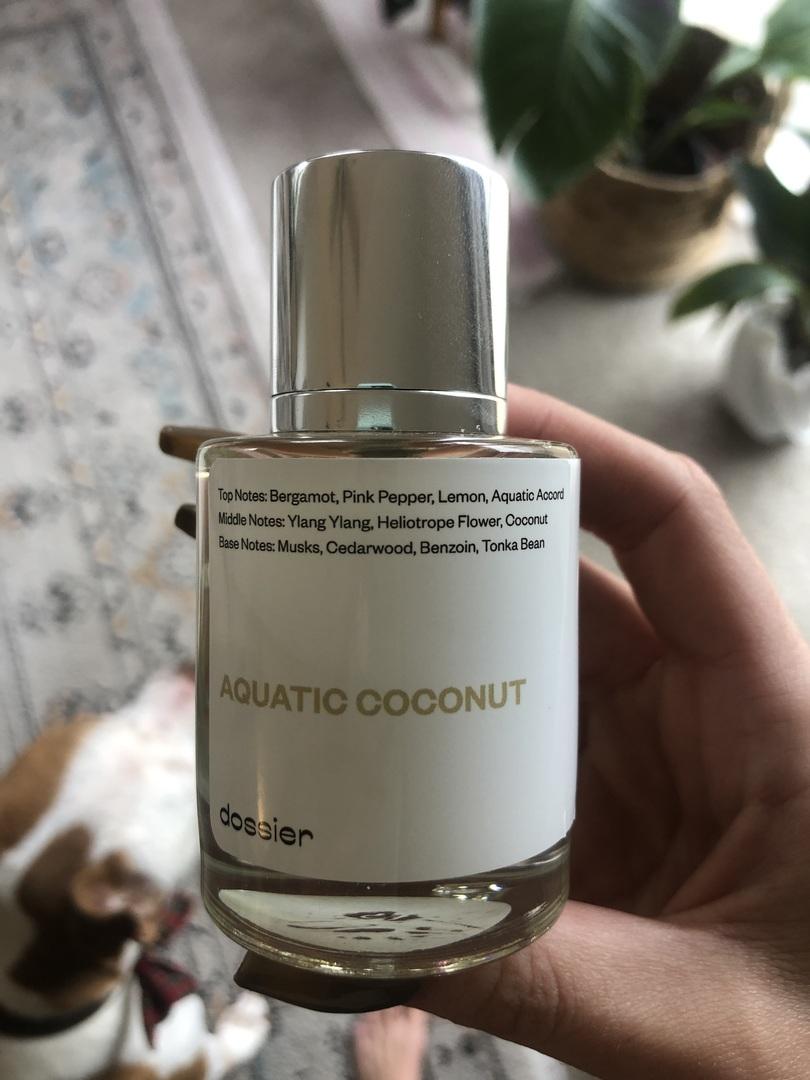 Top Notes: Bergamot, Pink Pepper, Lemon, Aquatic Accord
Middle Notes: Ylang Ylang, Heliotrope Flower, Coconut
Base Notes: Musks, Cedarwood, Benzoin, Tonka Bean
AQUATIC COCONUT
dossier